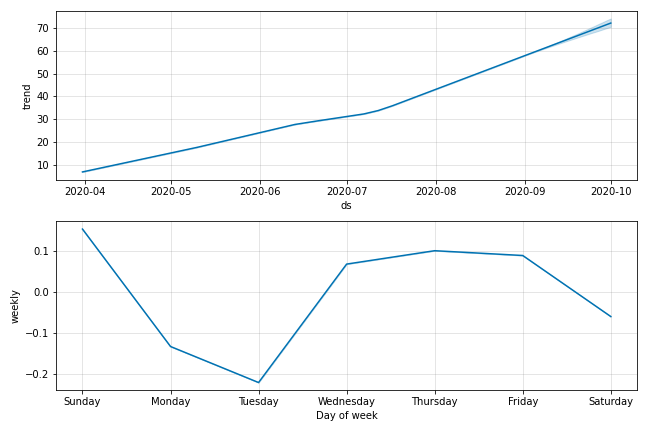 70
60
50
40
30
20
10
trend
2020-04 2020-05 2020-06 2020-07 2020-08 2020-09 2020-10
ds
0.1
0.0
−0.1
−0.2
weekly
Sunday Monday Tuesday Wednesday Thursday Friday Saturday
Day of week